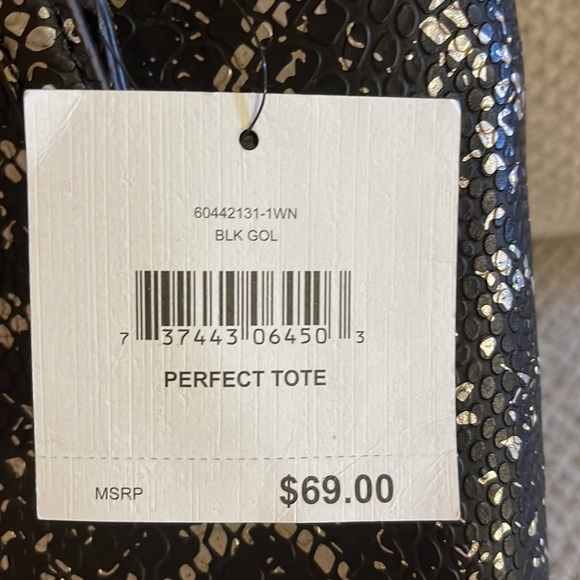 60442131-1WN
BLK GOL
7 37443 06450 3
PERFECT TOTE
MSRP $69.00